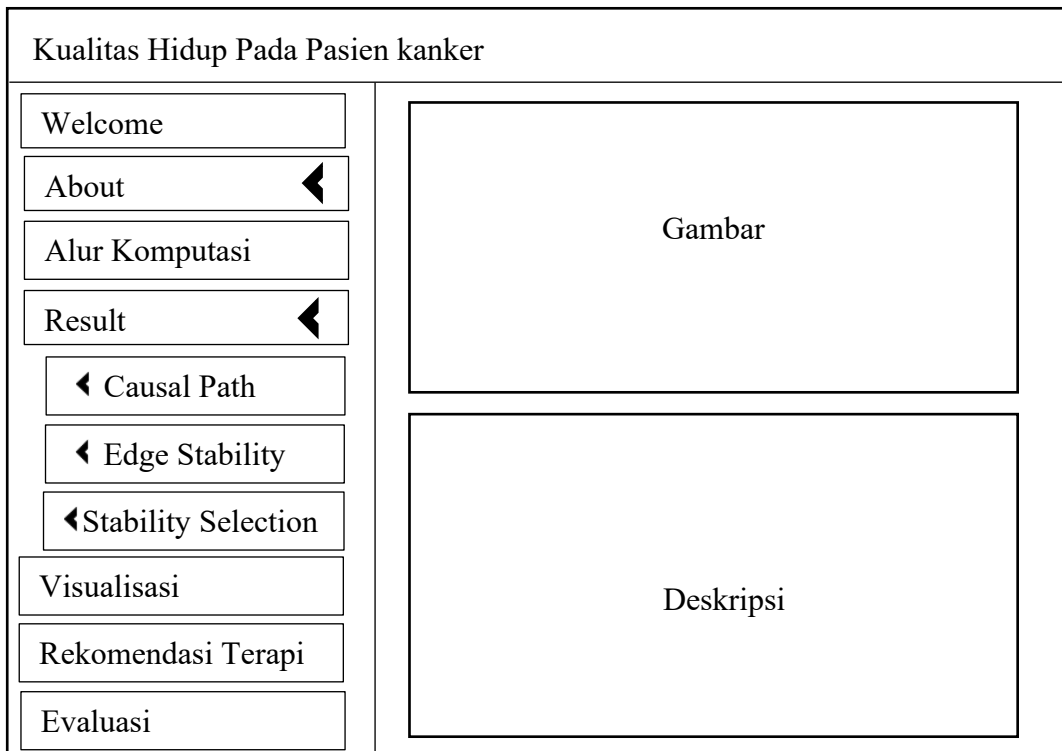 Kualitas Hidup Pada Pasien kanker
Welcome
About
Alur Komputasi
Result
Causal Path
Edge Stability
Stability Selection
Visualisasi
Rekomendasi Terapi
Evaluasi
Gambar
Deskripsi